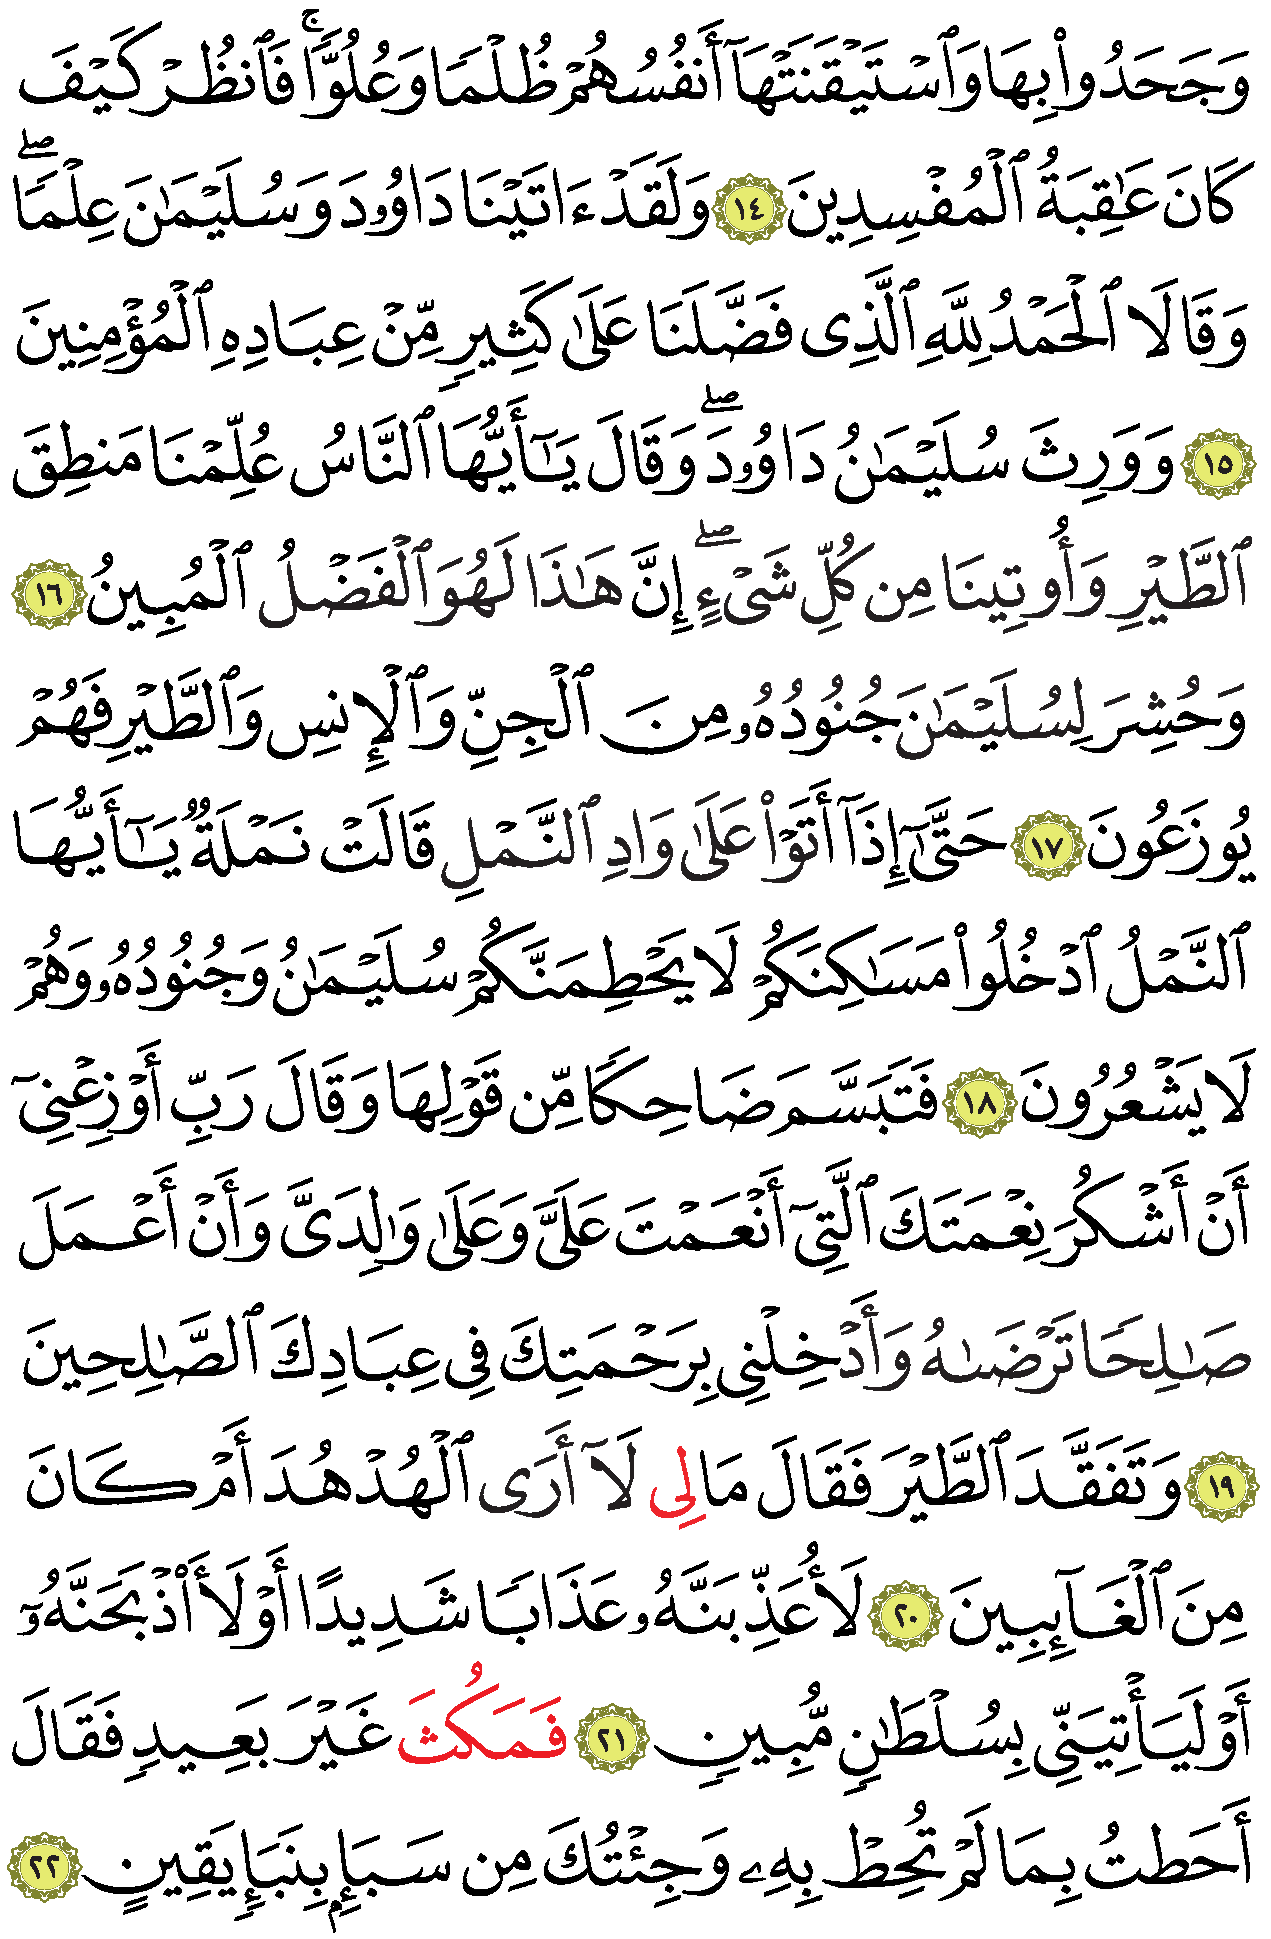 وَجَحَدُوا۟ بِهَا وَٱسْتَيْقَنَتْهَآ أَنفُسُهُمْ ظُلْمًا وَعُلُوًّا ۚ فَٱنظُرْ كَيْفَ
كَانَ عَٰقِبَةُ ٱلْمُفْسِدِينَ ١٤ وَلَقَدْ ءَاتَيْنَا دَاوُۥدَ وَسُلَيْمَٰنَ عِلْمًا ۖ
وَقَالَا ٱلْحَمْدُ لِلَّهِ ٱلَّذِى فَضَّلَنَا عَلَىٰ كَثِيرٍ مِّنْ عِبَادِهِ ٱلْمُؤْمِنِينَ
١٥ وَوَرِثَ سُلَيْمَٰنُ دَاوُۥدَ ۖ وَقَالَ يَٰٓأَيُّهَا ٱلنَّاسُ عُلِّمْنَا مَنطِقَ
ٱلطَّيْرِ وَأُوتِينَا مِن كُلِّ شَىْءٍ ۖ إِنَّ هَٰذَا لَهُوَ ٱلْفَضْلُ ٱلْمُبِينُ ١٦
وَحُشِرَ لِسُلَيْمَٰنَ جُنُودُهُۥ مِنَ ٱلْجِنِّ وَٱلْإِنسِ وَٱلطَّيْرِ فَهُمْ
يُوزَعُونَ ١٧ حَتَّىٰٓ إِذَآ أَتَوْا۟ عَلَىٰ وَادِ ٱلنَّمْلِ قَالَتْ نَمْلَةٌ يَٰٓأَيُّهَا
ٱلنَّمْلُ ٱدْخُلُوا۟ مَسَٰكِنَكُمْ لَا يَحْطِمَنَّكُمْ سُلَيْمَٰنُ وَجُنُودُهُۥ وَهُمْ
لَا يَشْعُرُونَ ١٨ فَتَبَسَّمَ ضَاحِكًا مِّن قَوْلِهَا وَقَالَ رَبِّ أَوْزِعْنِىٓ
أَنْ أَشْكُرَ نِعْمَتَكَ ٱلَّتِىٓ أَنْعَمْتَ عَلَىَّ وَعَلَىٰ وَٰلِدَىَّ وَأَنْ أَعْمَلَ
صَٰلِحًا تَرْضَىٰهُ وَأَدْخِلْنِى بِرَحْمَتِكَ فِى عِبَادِكَ ٱلصَّٰلِحِينَ
١٩ وَتَفَقَّدَ ٱلطَّيْرَ فَقَالَ مَا لِى لَآ أَرَى ٱلْهُدْهُدَ أَمْ كَانَ
مِنَ ٱلْغَآئِبِينَ ٢٠ لَأُعَذِّبَنَّهُۥ عَذَابًا شَدِيدًا أَوْ لَأَا۟ذْبَحَنَّهُۥٓ
أَوْ لَيَأْتِيَنِّى بِسُلْطَٰنٍ مُّبِينٍ ٢١ فَمَكُثَ غَيْرَ بَعِيدٍ فَقَالَ
أَحَطتُ بِمَا لَمْ تُحِطْ بِهِۦ وَجِئْتُكَ مِن سَبَإٍۭ بِنَبَإٍ يَقِينٍ ٢٢